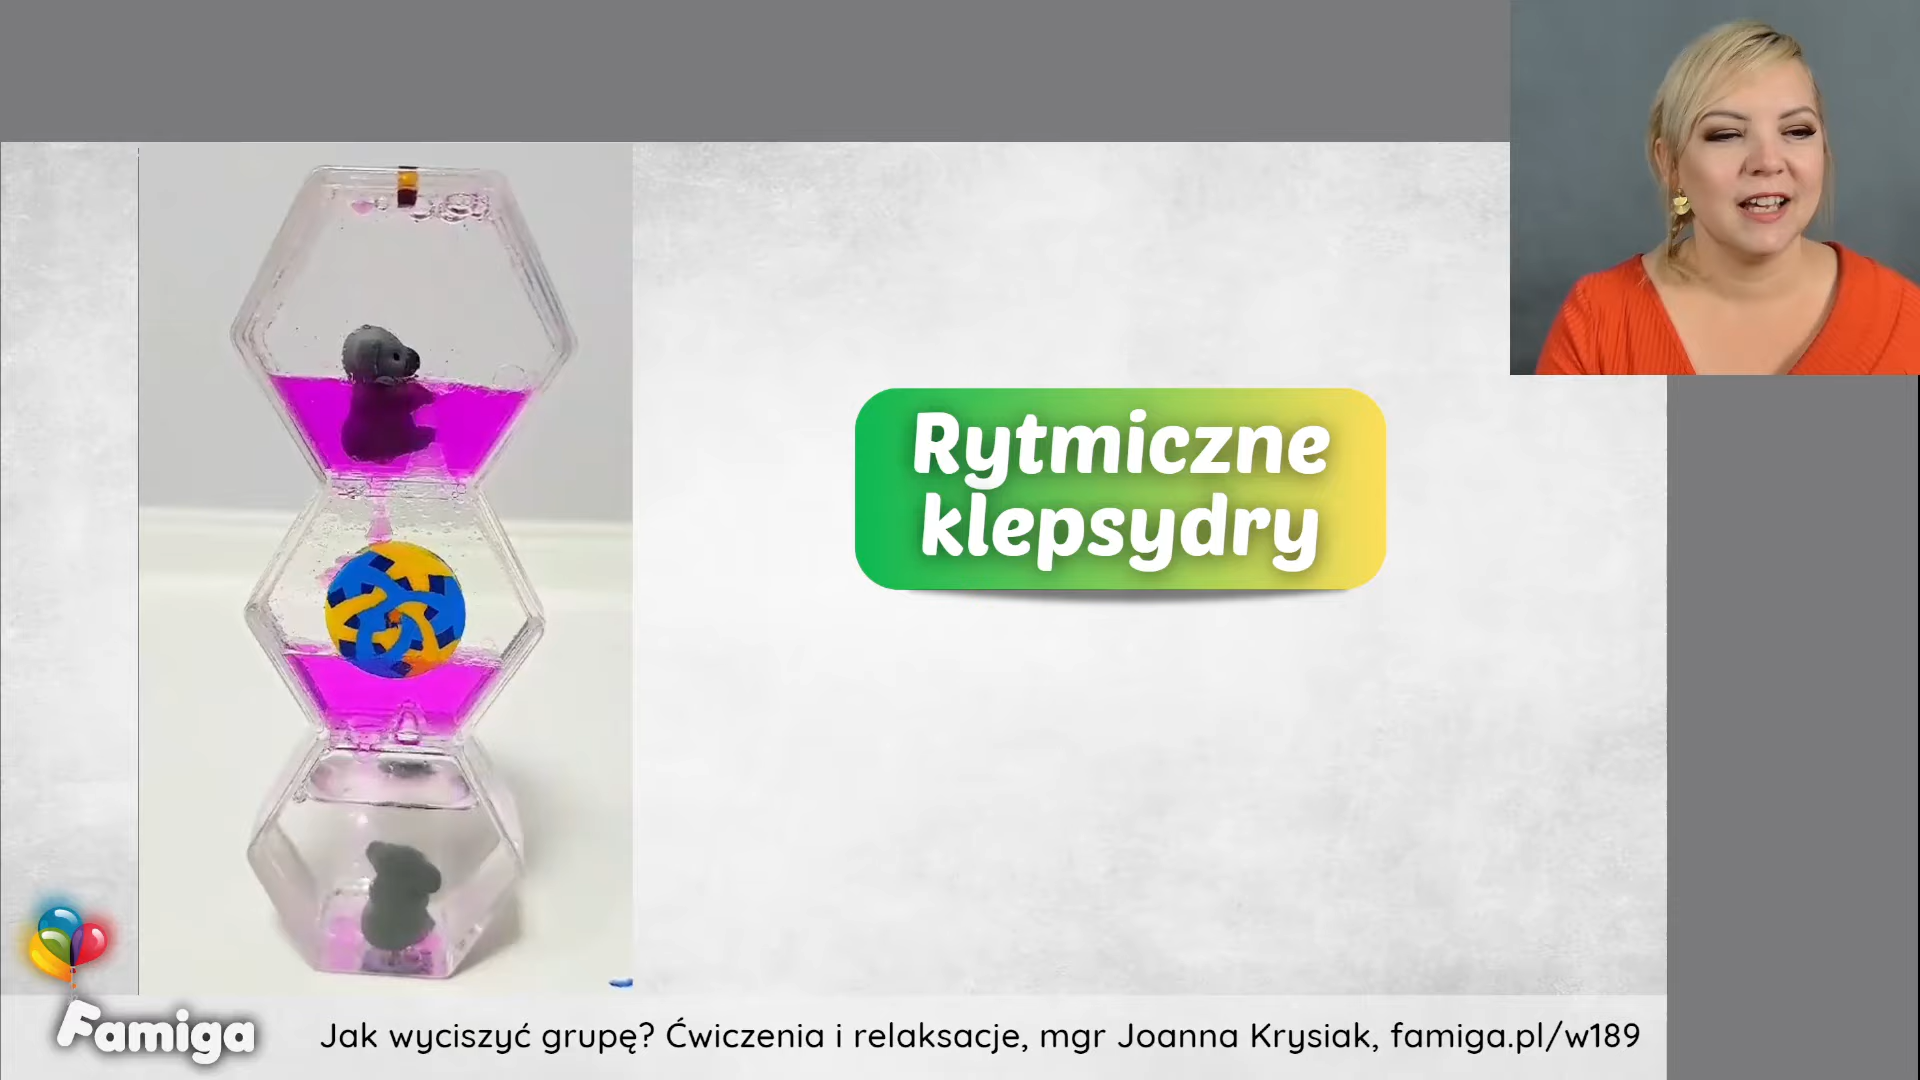 Rytmiczne
klepsydry
Famiga
Jak wyciszyć grupę? Ćwiczenia i relaksacje, mgr Joanna Krysiak, famiga.pl/w189